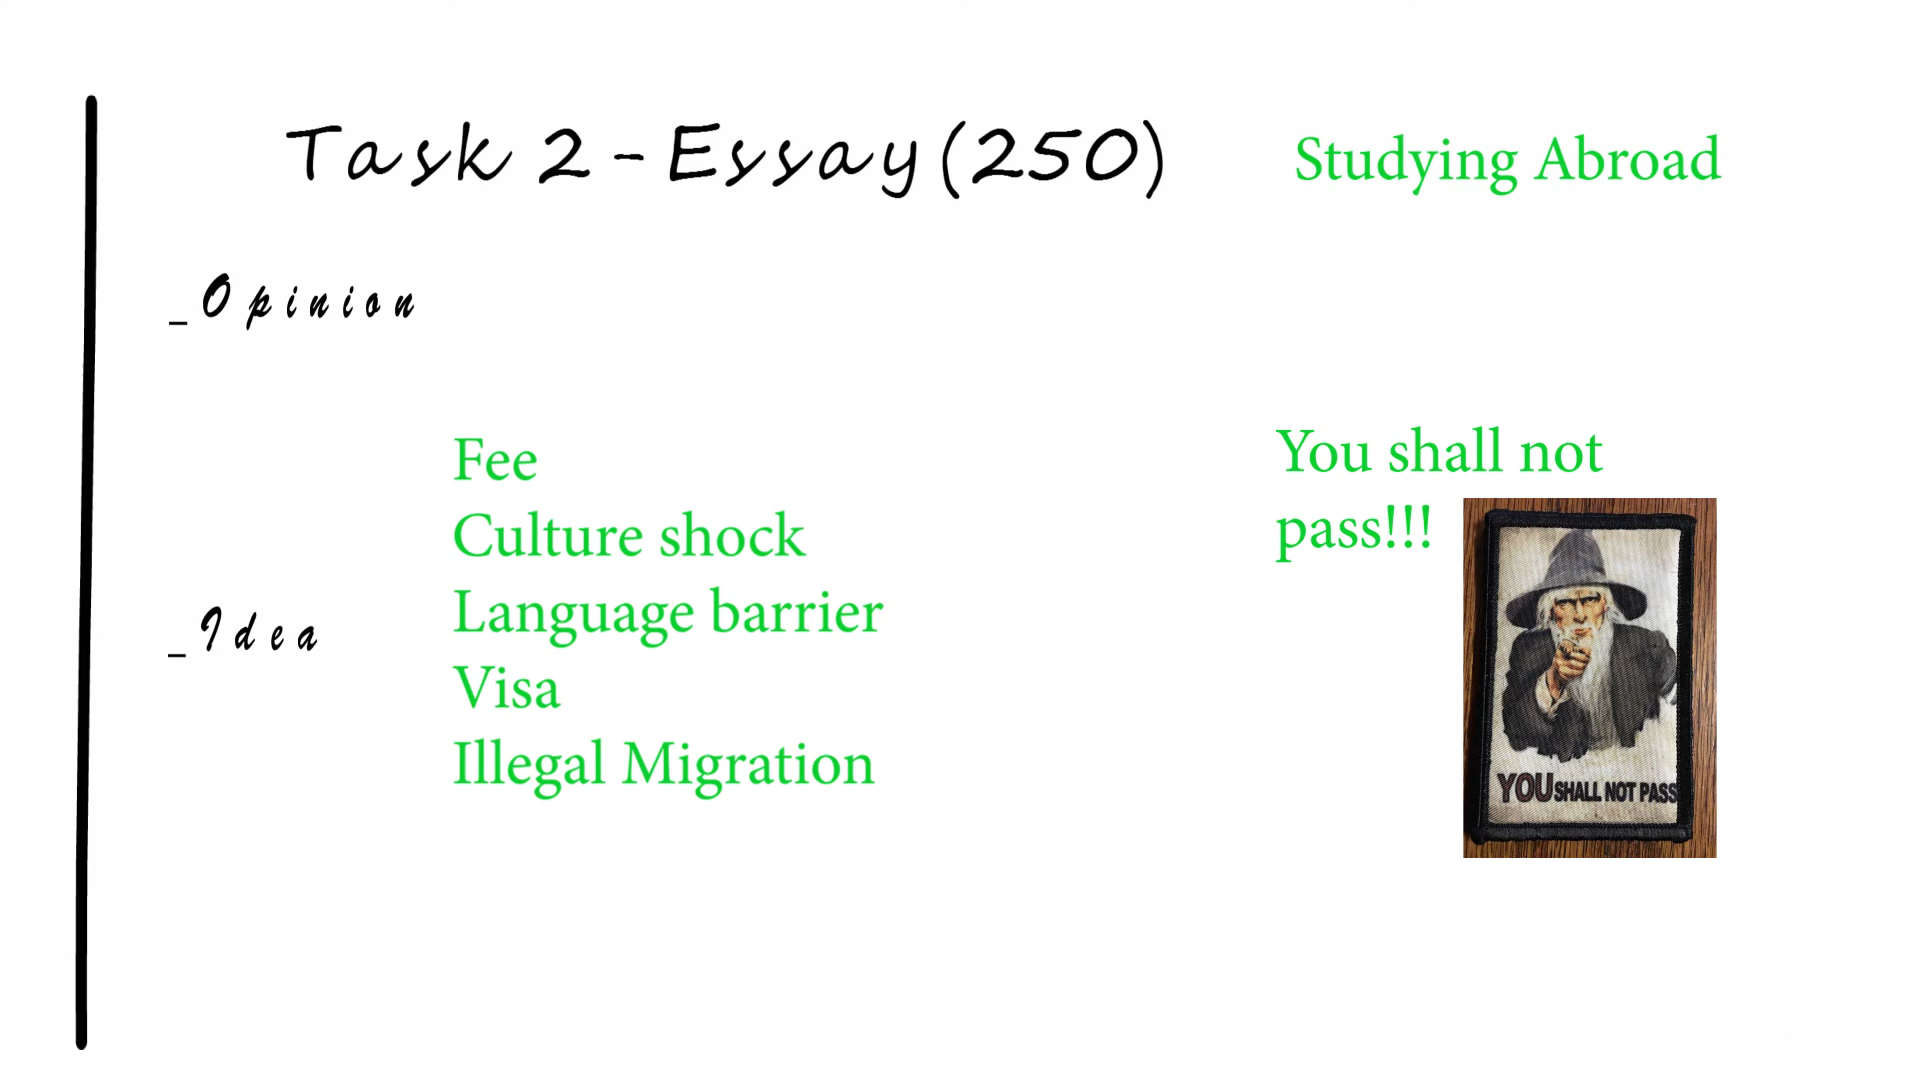 Task 2 - Essay (250)
Studying Abroad
_Opinion
_Idea
Fee
Culture shock
Language barrier
Visa
Illegal Migration
You shall not
pass!!!
YOU SHALL NOT PASS